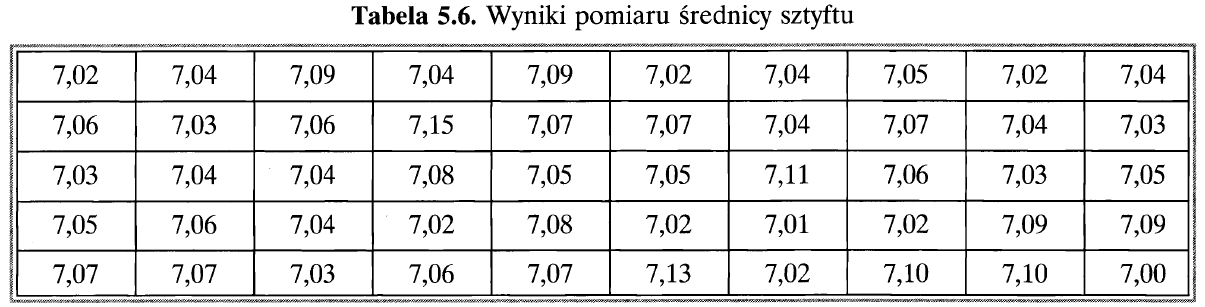 Tabela 5.6. Wyniki pomiaru średnicy sztyftu
7,02 7,04 7,09 7,04 7,09 7,02 7,04 7,05 7,02 7,04
7,06 7,03 7,06 7,15 7,07 7,07 7,04 7,07 7,04 7,03
7,03 7,04 7,04 7,08 7,05 7,05 7,11 7,06 7,03 7,05
7,05 7,06 7,04 7,02 7,08 7,02 7,01 7,02 7,09 7,09
7,07 7,07 7,03 7,06 7,07 7,13 7,02 7,10 7,10 7,00